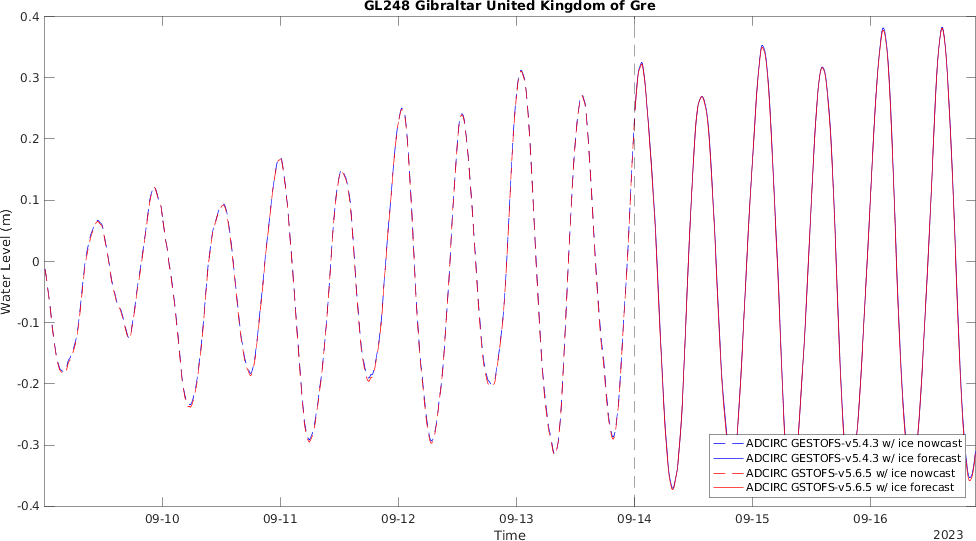 GL248 Gibraltar United Kingdom of Gre
0.4
0.3
0.2
0.1
0
-0.1
-0.2
-0.3
-0.4
Water Level (m)
09-10 09-11 09-12 09-13 09-14 09-15 09-16
Time
2023
ADCIRC GESTOFS-v5.4.3 w/ ice nowcast
ADCIRC GESTOFS-v5.4.3 w/ ice forecast
ADCIRC GSTOFS-v5.6.5 w/ ice nowcast
ADCIRC GSTOFS-v5.6.5 w/ ice forecast